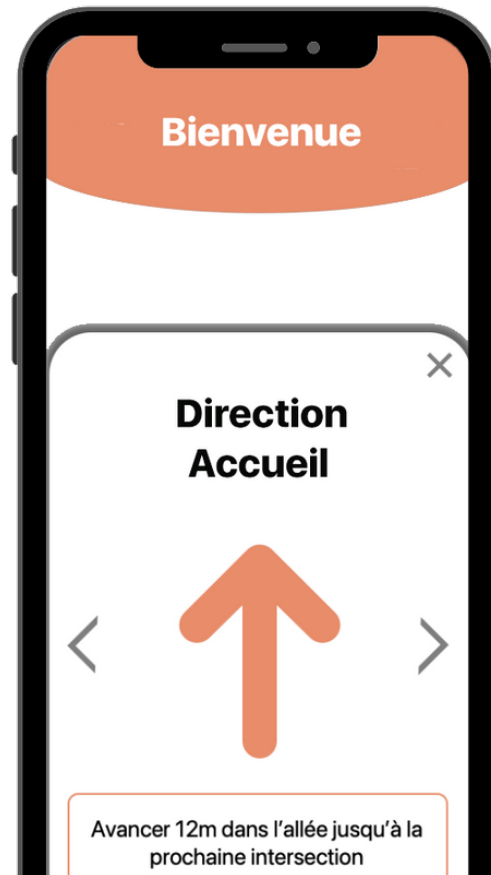 Bienvenue
Direction
Accueil
Avancer 12m dans l’allée jusqu’à la
prochaine intersection